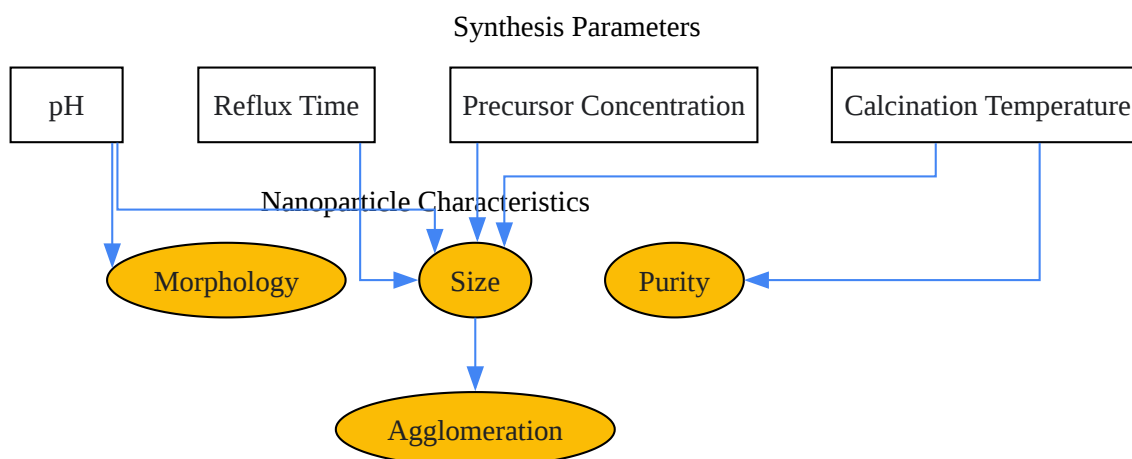 Synthesis Parameters
pH
Reflux Time
Precursor Concentration
Calcination Temperature
Nanoparticle Characteristics
Morphology
Size
Purity
Agglomeration